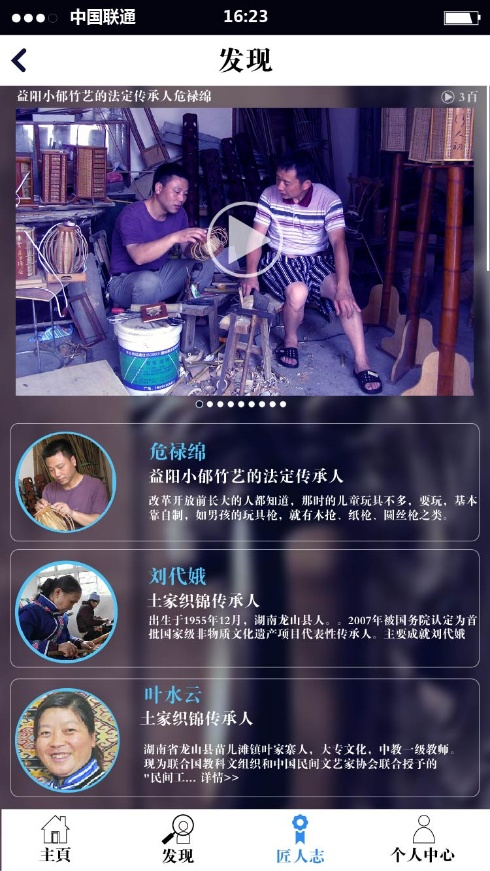 中国联通
16:23
发现
益阳小郁竹艺的法定传承人危禄绵
3百
危禄绵
益阳小郁竹艺的法定传承人
改革开放前长大的人都知道，那时的儿童玩具不多，要玩，基本
靠自制，如男孩的玩具枪，就有木抢、纸枪、圆丝枪之类。
刘代娥
土家织锦传承人
出生于1955年12月，湖南龙山县人。。2007年被国务院认定为首
批国家级非物质文化遗产项目代表性传承人。主要成就刘代娥
叶水云
土家织锦传承人
湖南省龙山县苗儿滩镇叶家寨人，大专文化，中教一级教师。
现为联合国教科文组织和中国民间文艺家协会联合授予的
"民间工... 详情>>
主頁
发现
匠人志
个人中心